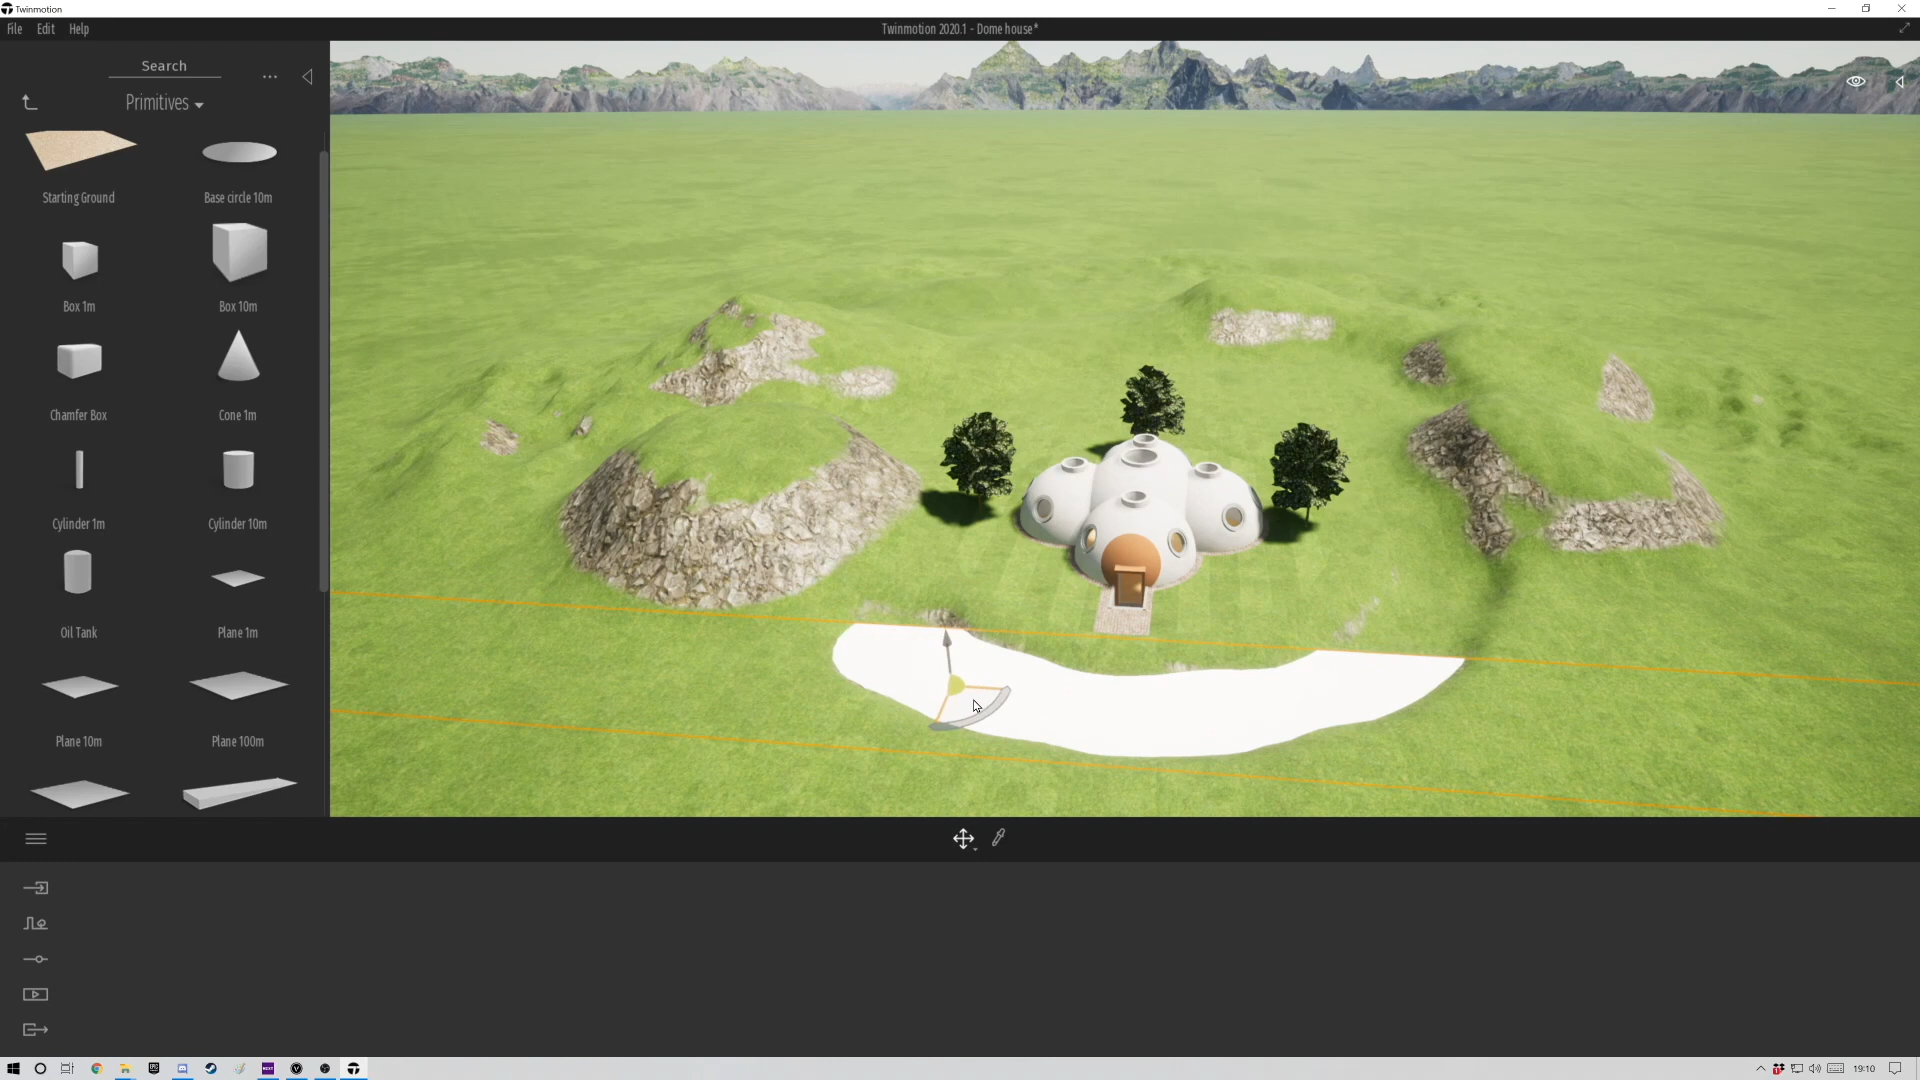 Twinmotion
File Edit Help
Twinmotion 2020.1 - Dome house*
Search
...
Primitives
Starting Ground
Base circle 10m
Box 1m
Box 10m
Chamfer Box
Cone 1m
Cylinder 1m
Cylinder 10m
Oil Tank
Plane 1m
Plane 10m
Plane 100m
19:10